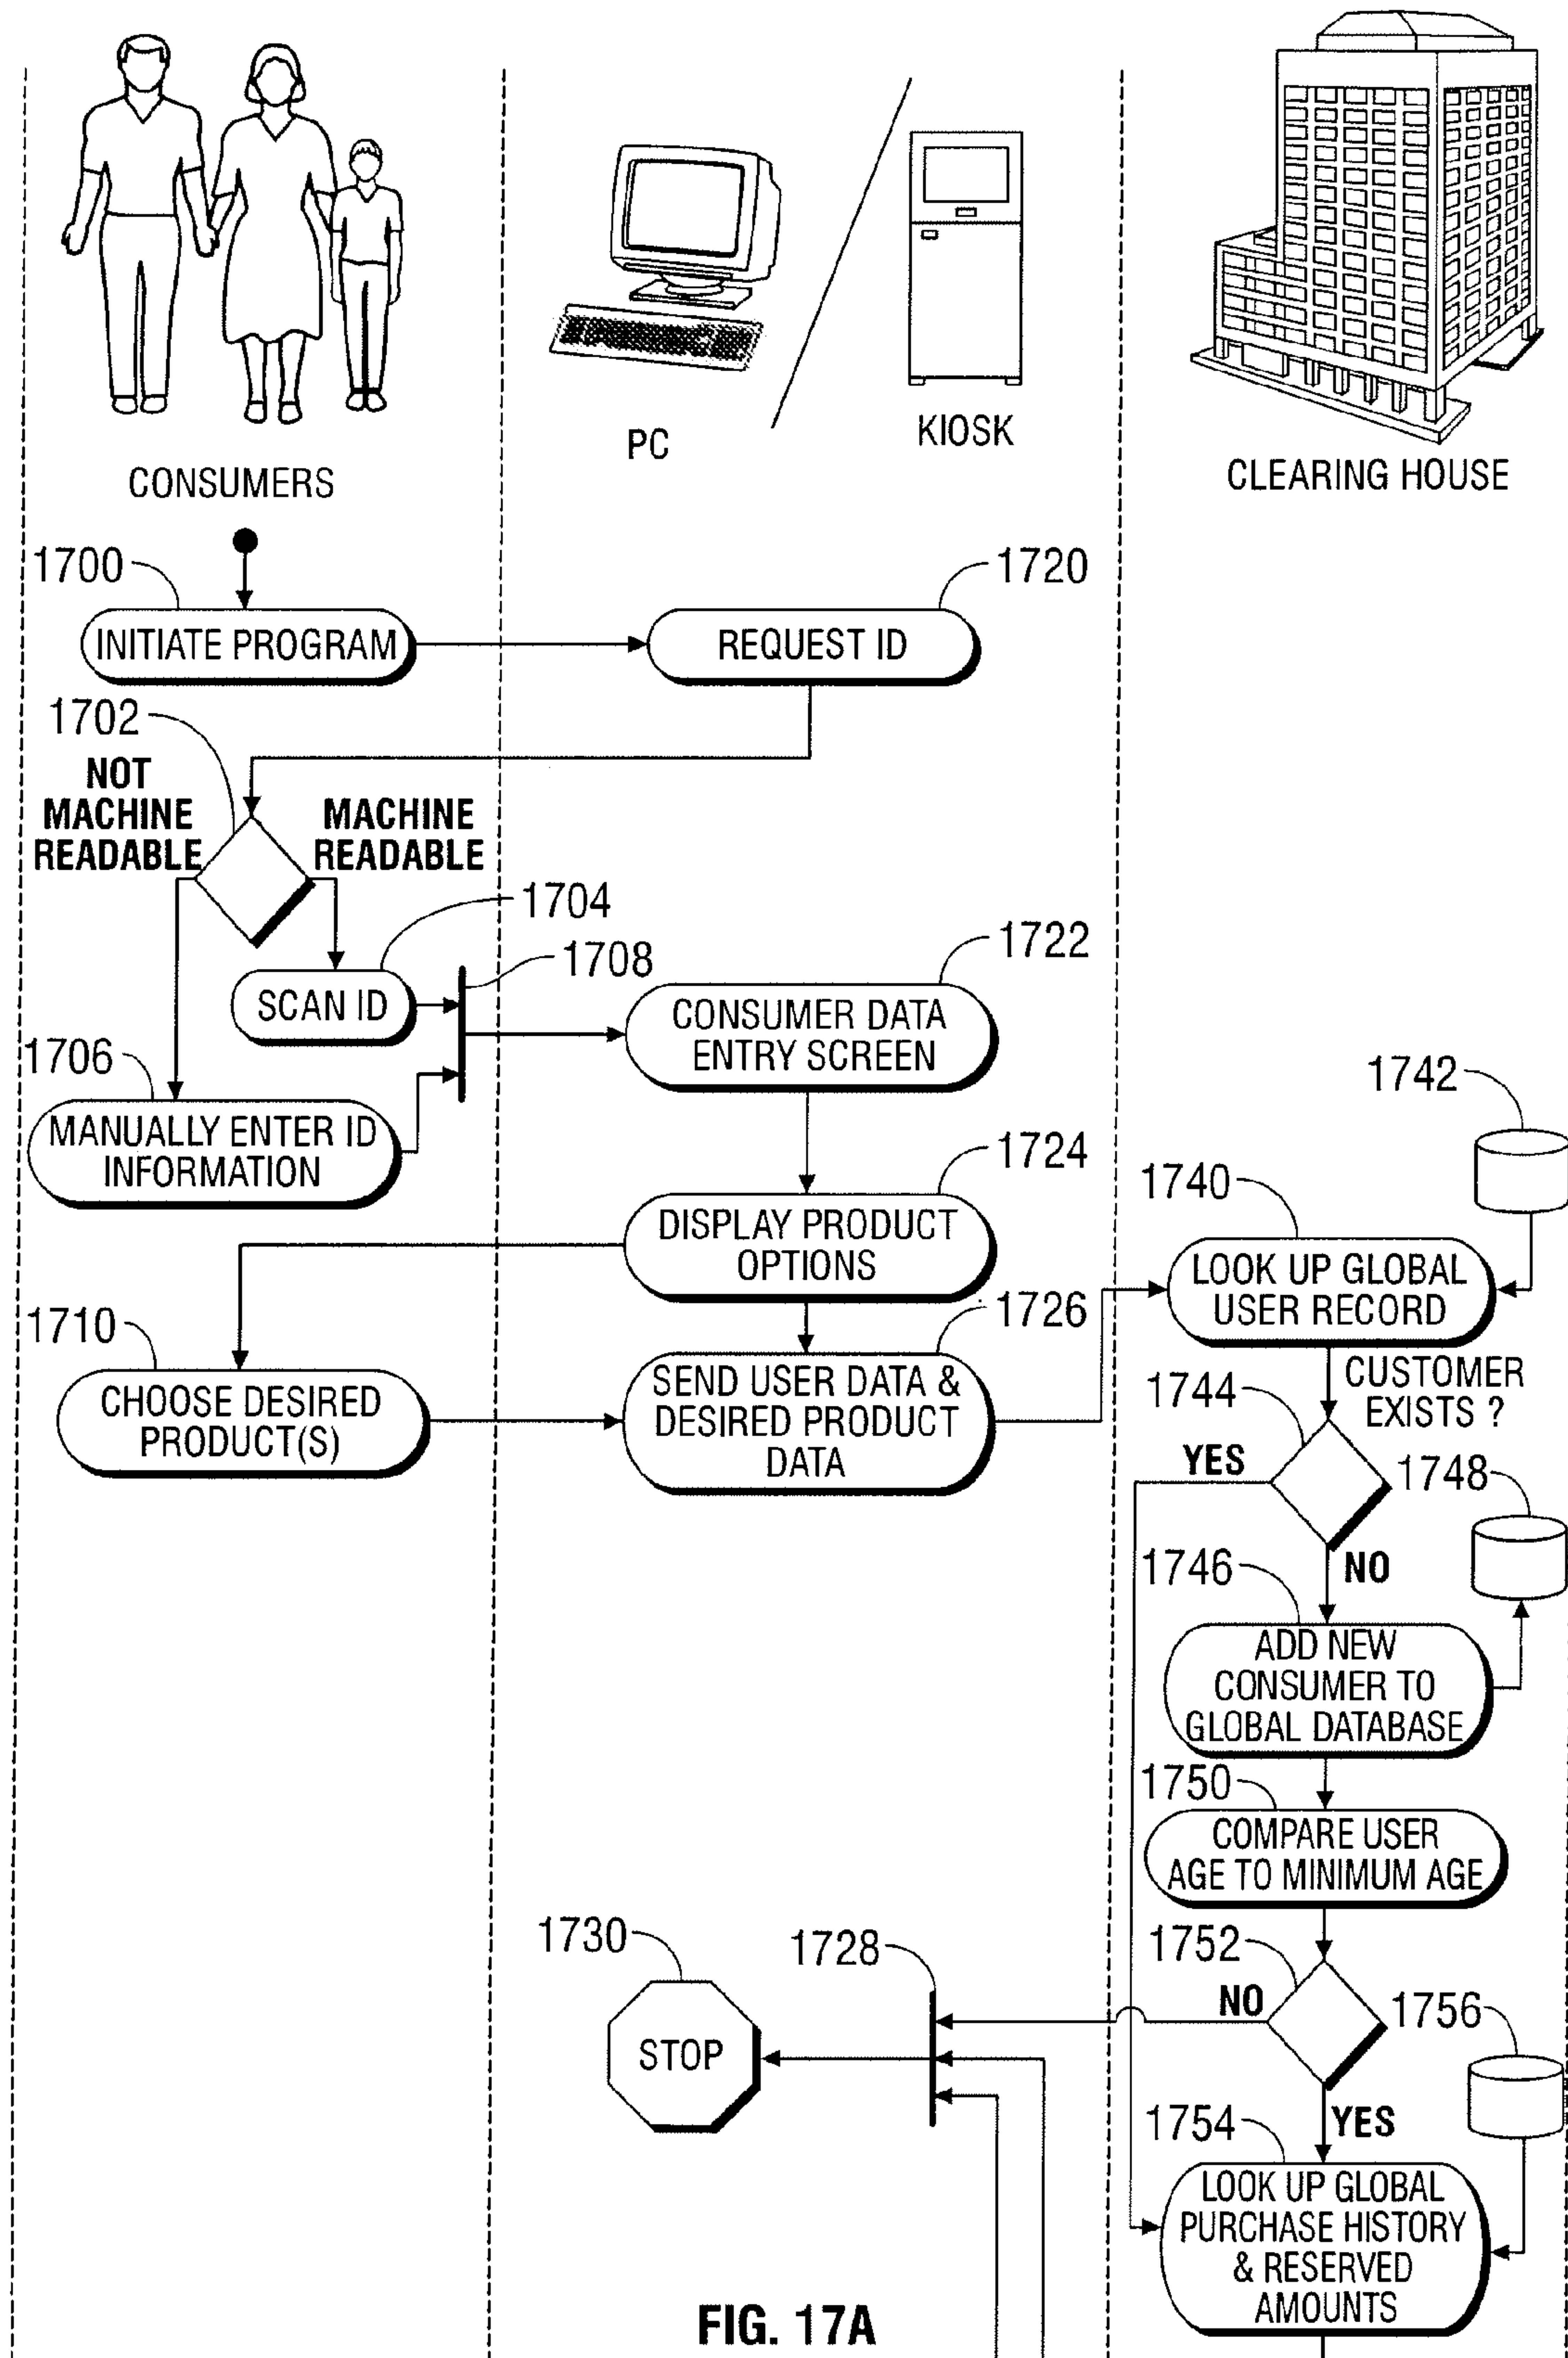 CONSUMERS
PC
KIOSK
CLEARING HOUSE
1700
INITIATE PROGRAM
1720
REQUEST ID
1702
NOT
MACHINE
READABLE
MACHINE
READABLE
1704
SCAN ID
1708
1706
MANUALLY ENTER ID
INFORMATION
1722
CONSUMER DATA
ENTRY SCREEN
1724
DISPLAY PRODUCT
OPTIONS
1710
CHOOSE DESIRED
PRODUCT(S)
1726
SEND USER DATA &
DESIRED PRODUCT
DATA
1742
1740
LOOK UP GLOBAL
USER RECORD
1744
CUSTOMER
EXISTS ?
YES
1748
NO
1746
ADD NEW
CONSUMER TO
GLOBAL DATABASE
1750
COMPARE USER
AGE TO MINIMUM AGE
1752
NO
1728
1730
STOP
1756
YES
1754
LOOK UP GLOBAL
PURCHASE HISTORY
& RESERVED
AMOUNTS
FIG. 17A